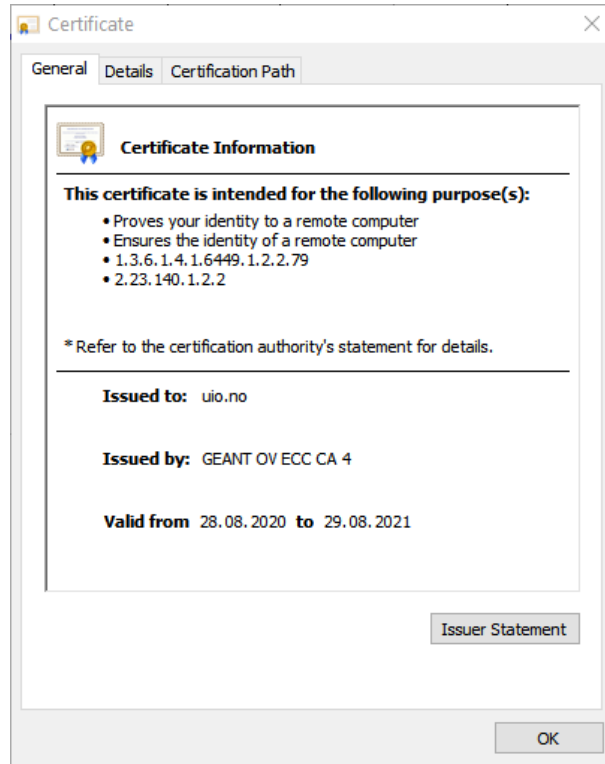 Certificate
General Details Certification Path
Certificate Information
This certificate is intended for the following purpose(s):
• Proves your identity to a remote computer
• Ensures the identity of a remote computer
• 1.3.6.1.4.1.6449.1.2.2.79
• 2.23.140.1.2.2
* Refer to the certification authority's statement for details.
Issued to: uio.no
Issued by: GEANT OV ECC CA 4
Valid from 28.08.2020 to 29.08.2021
Issuer Statement
OK